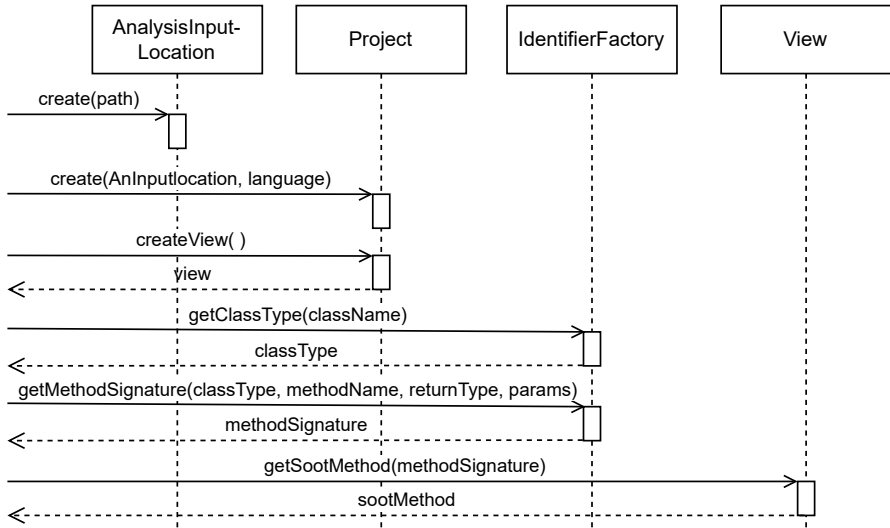 AnalysisInput-
Location
Project
IdentifierFactory
View
create(path)
create(AnInputlocation, language)
createView( )
view
getClassType(className)
classType
getMethodSignature(classType, methodName, returnType, params)
methodSignature
getSootMethod(methodSignature)
sootMethod